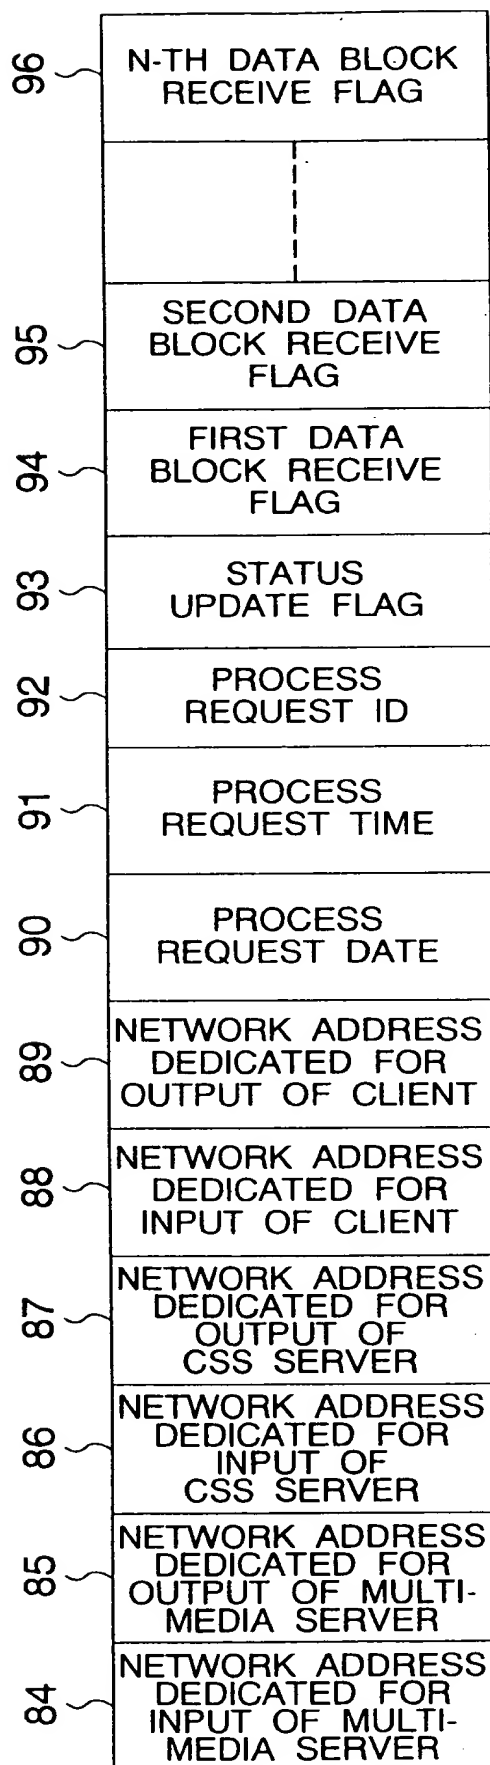 96
N-TH DATA BLOCK
RECEIVE FLAG
95
SECOND DATA
BLOCK RECEIVE
FLAG
94
FIRST DATA
BLOCK RECEIVE
FLAG
93
STATUS
UPDATE FLAG
92
PROCESS
REQUEST ID
91
PROCESS
REQUEST TIME
90
PROCESS
REQUEST DATE
89
NETWORK ADDRESS
DEDICATED FOR
OUTPUT OF CLIENT
88
NETWORK ADDRESS
DEDICATED FOR
INPUT OF CLIENT
87
NETWORK ADDRESS
DEDICATED FOR
OUTPUT OF
CSS SERVER
86
NETWORK ADDRESS
DEDICATED FOR
INPUT OF
CSS SERVER
85
NETWORK ADDRESS
DEDICATED FOR
OUTPUT OF MULTI-
MEDIA SERVER
84
NETWORK ADDRESS
DEDICATED FOR
INPUT OF MULTI-
MEDIA SERVER